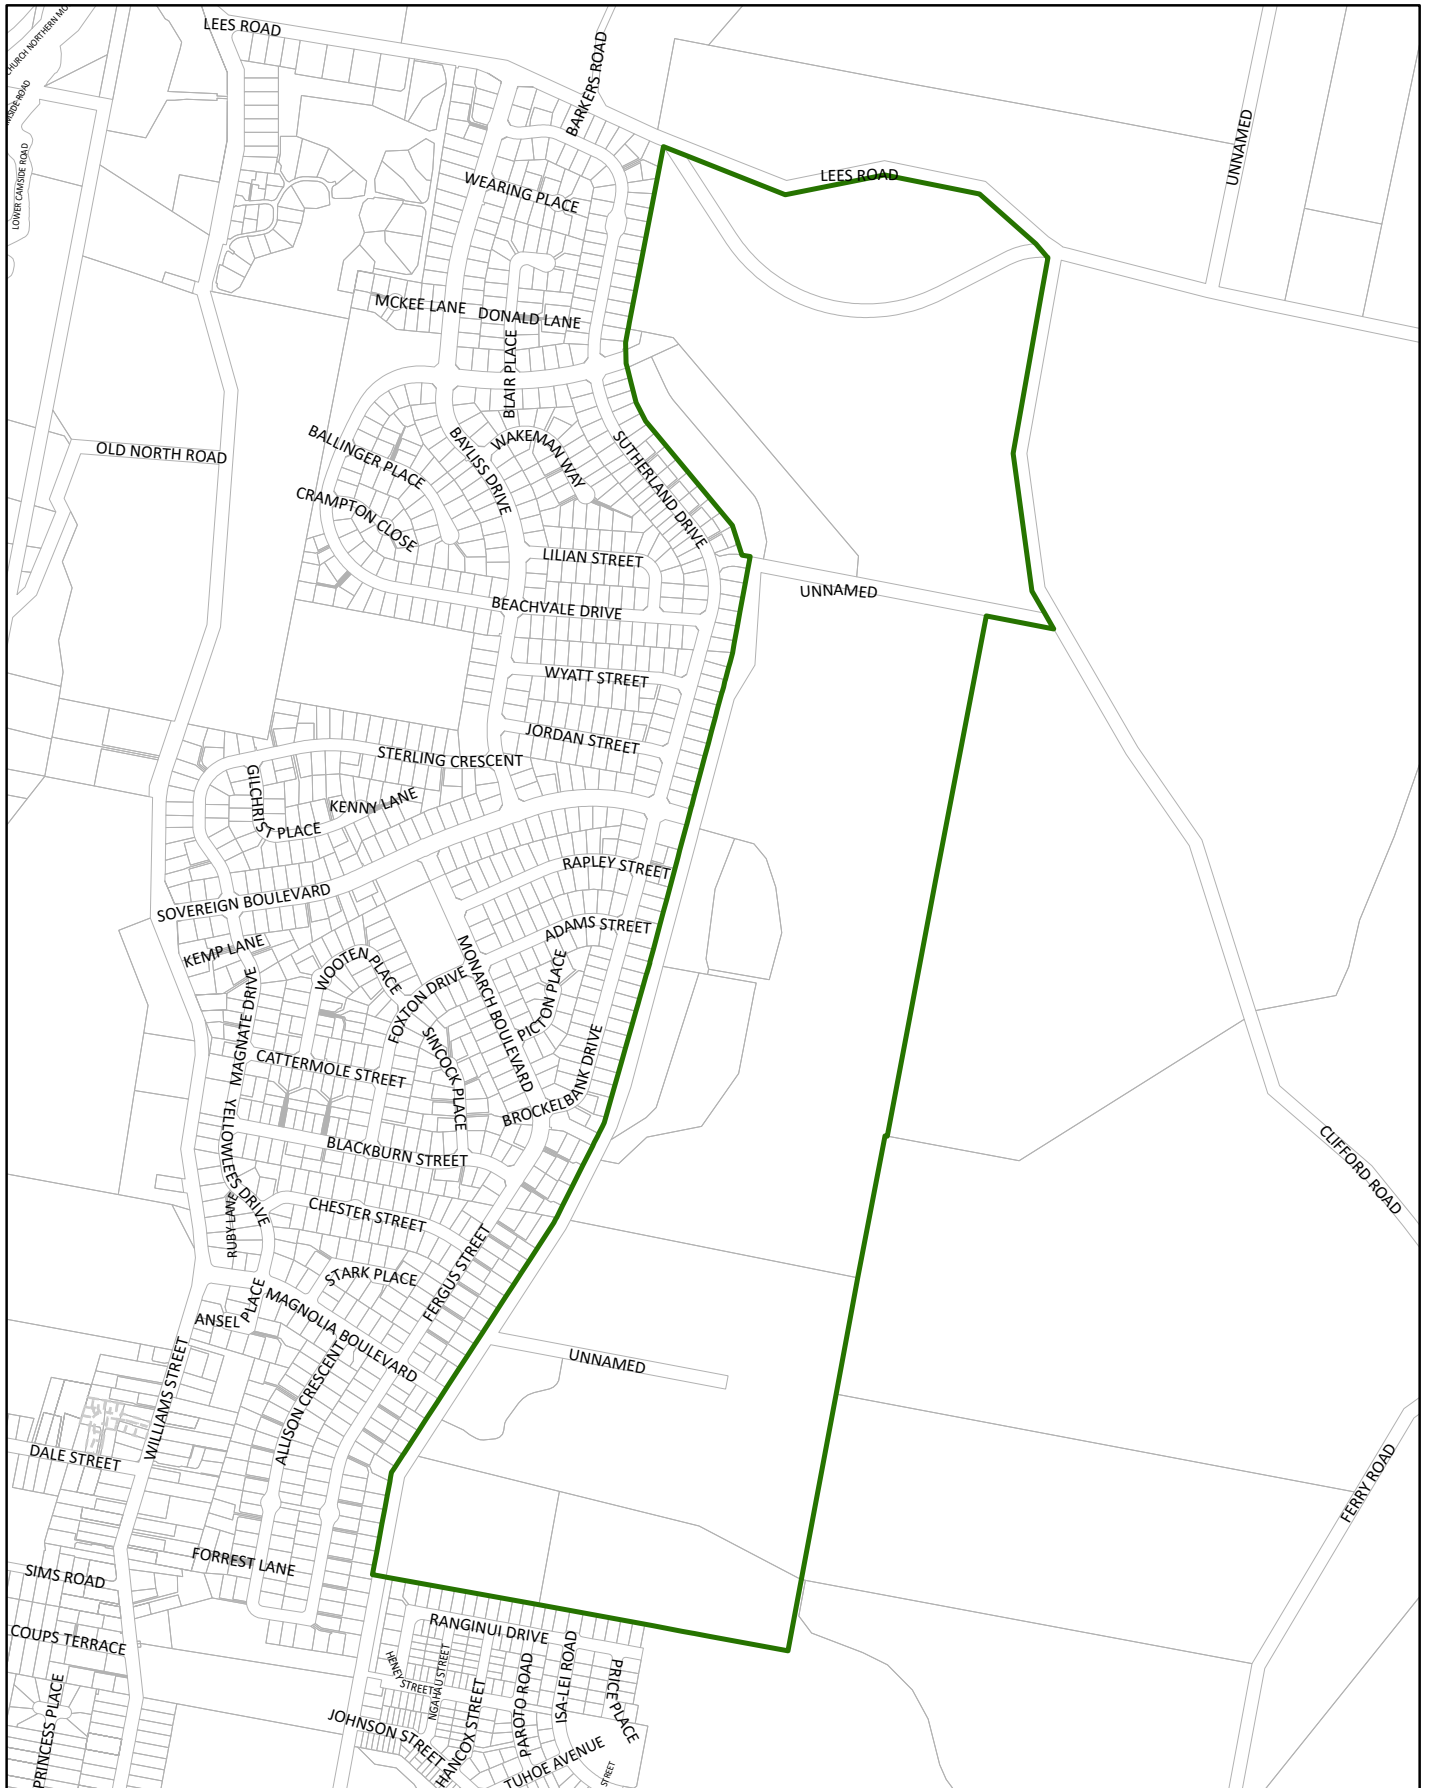 CHURCH NORTHERN MO
LEES ROAD
BARKERS ROAD
UNNAMED
LOWER CAMSIDE ROAD
LEES ROAD
WEARING PLACE
MCKEE LANE
DONALD LANE
BLAIR PLACE
BALLINGER PLACE
BAYLISS DRIVE
WAKEMAN WAY
SUTHERLAND DRIVE
OLD NORTH ROAD
CRAMPTON CLOSE
LILIAN STREET
UNNAMED
BEACHVALE DRIVE
WYATT STREET
JORDAN STREET
STERLING CRESCENT
GILCHRIST PLACE
KENNY LANE
RAPLEY STREET
SOVEREIGN BOULEVARD
ADAMS STREET
KEMP LANE
WOOTEN PLACE
MONARCH BOULEVARD
FOXTON DRIVE
PICTON PLACE
MAGNATE DRIVE
SINCOCK PLACE
CATTERMOLE STREET
BROCKELBANK DRIVE
YELLOWLEES DRIVE
BLACKBURN STREET
CLIFFORD ROAD
RUBY LANE
CHESTER STREET
FERGUS STREET
STARK PLACE
ANSEL PLACE
MAGNOLIA BOULEVARD
UNNAMED
WILLIAMS STREET
ALLISON CRESCENT
DALE STREET
FERRY ROAD
FORREST LANE
SIMS ROAD
COUPS TERRACE
RANGINUI DRIVE
HENEY STREET
NGAHAU STREET
PAROTO ROAD
ISA-LEI ROAD
PRICE PLACE
PRINCESS PLACE
JOHNSON STREET
HANCOX STREET
TUHOE AVENUE
STREET